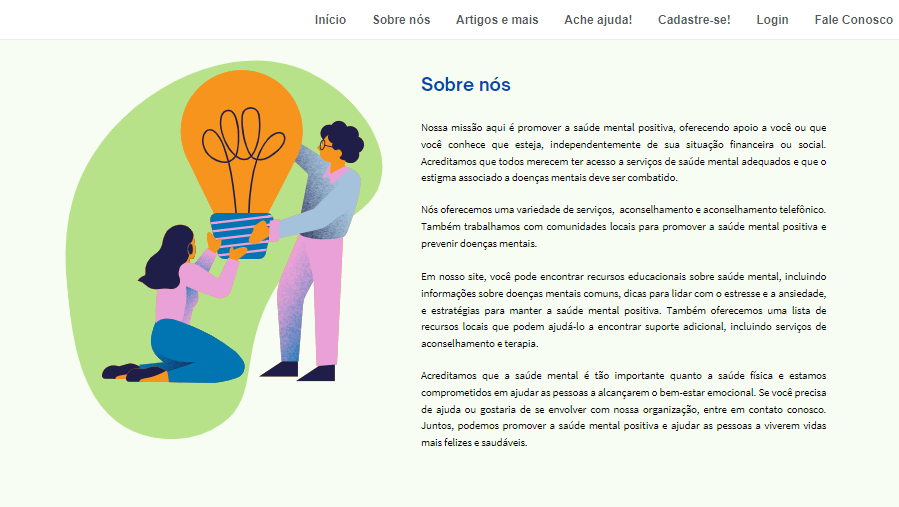 Início Sobre nós Artigos e mais Ache ajuda! Cadastre-se! Login Fale Conosco
Sobre nós
Nossa missão aqui é promover a saúde mental positiva, oferecendo apoio a você ou que
você conhece que esteja, independentemente de sua situação financeira ou social.
Acreditamos que todos merecem ter acesso a serviços de saúde mental adequados e que o
estigma associado a doenças mentais deve ser combatido.
Nós oferecemos uma variedade de serviços, aconselhamento e aconselhamento telefônico.
Também trabalhamos com comunidades locais para promover a saúde mental positiva e
prevenir doenças mentais.
Em nosso site, você pode encontrar recursos educacionais sobre saúde mental, incluindo
informações sobre doenças mentais comuns, dicas para lidar com o estresse e a ansiedade,
e estratégias para manter a saúde mental positiva. Também oferecemos uma lista de
recursos locais que podem ajudá-lo a encontrar suporte adicional, incluindo serviços de
aconselhamento e terapia.
Acreditamos que a saúde mental é tão importante quanto a saúde física e estamos
comprometidos em ajudar as pessoas a alcançarem o bem-estar emocional. Se você precisa
de ajuda ou gostaria de se envolver com nossa organização, entre em contato conosco.
Juntos, podemos promover a saúde mental positiva e ajudar as pessoas a viverem vidas
mais felizes e saudáveis.